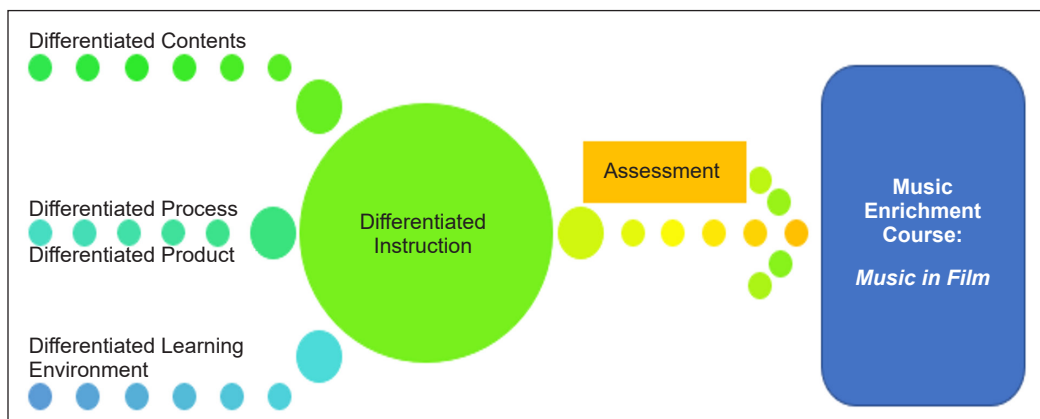 Differentiated Contents
Differentiated Process
Differentiated Product
Differentiated Learning
Environment
Differentiated
Instruction
Assessment
Music
Enrichment
Course:
Music in Film